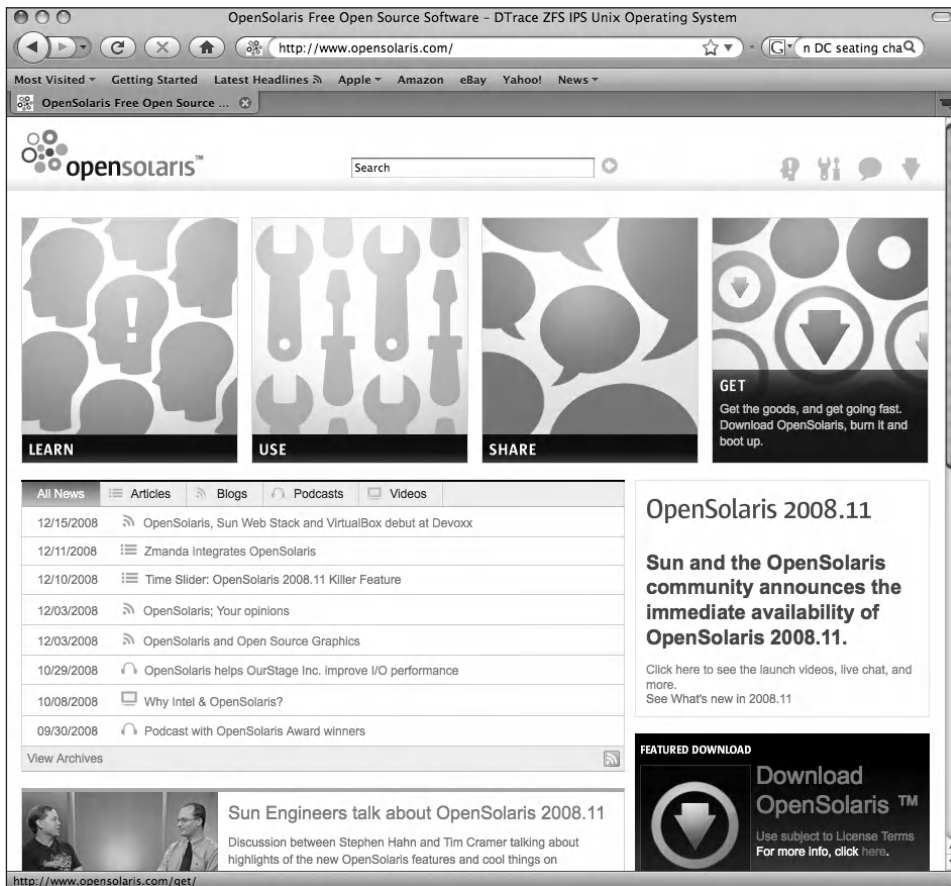 OpenSolaris Free Open Source Software – DTrace ZFS IPS Unix Operating System
http://www.opensolaris.com/
G
n DC seating cha
Most Visited
Getting Started
Latest Headlines
Apple
Amazon
eBay
Yahoo!
News
OpenSolaris Free Open Source ...
opensolaris™
Search
LEARN
USE
SHARE
GET
Get the goods, and get going fast.
Download OpenSolaris, burn it and
boot up.
All News
Articles
Blogs
Podcasts
Videos
12/15/2008 OpenSolaris, Sun Web Stack and VirtualBox debut at Devoxx
12/11/2008 Zmanda Integrates OpenSolaris
12/10/2008 Time Slider: OpenSolaris 2008.11 Killer Feature
12/03/2008 OpenSolaris; Your opinions
12/03/2008 OpenSolaris and Open Source Graphics
10/29/2008 OpenSolaris helps OurStage Inc. improve I/O performance
10/08/2008 Why Intel & OpenSolaris?
09/30/2008 Podcast with OpenSolaris Award winners
View Archives
OpenSolaris 2008.11
Sun and the OpenSolaris
community announces the
immediate availability of
OpenSolaris 2008.11.
Click here to see the launch videos, live chat, and
more.
See What's new in 2008.11
Sun Engineers talk about OpenSolaris 2008.11
Discussion between Stephen Hahn and Tim Cramer talking about
highlights of the new OpenSolaris features and cool things on
FEATURED DOWNLOAD
Download
OpenSolaris ™
Use subject to License Terms
For more info, click here.
http://www.opensolaris.com/get/